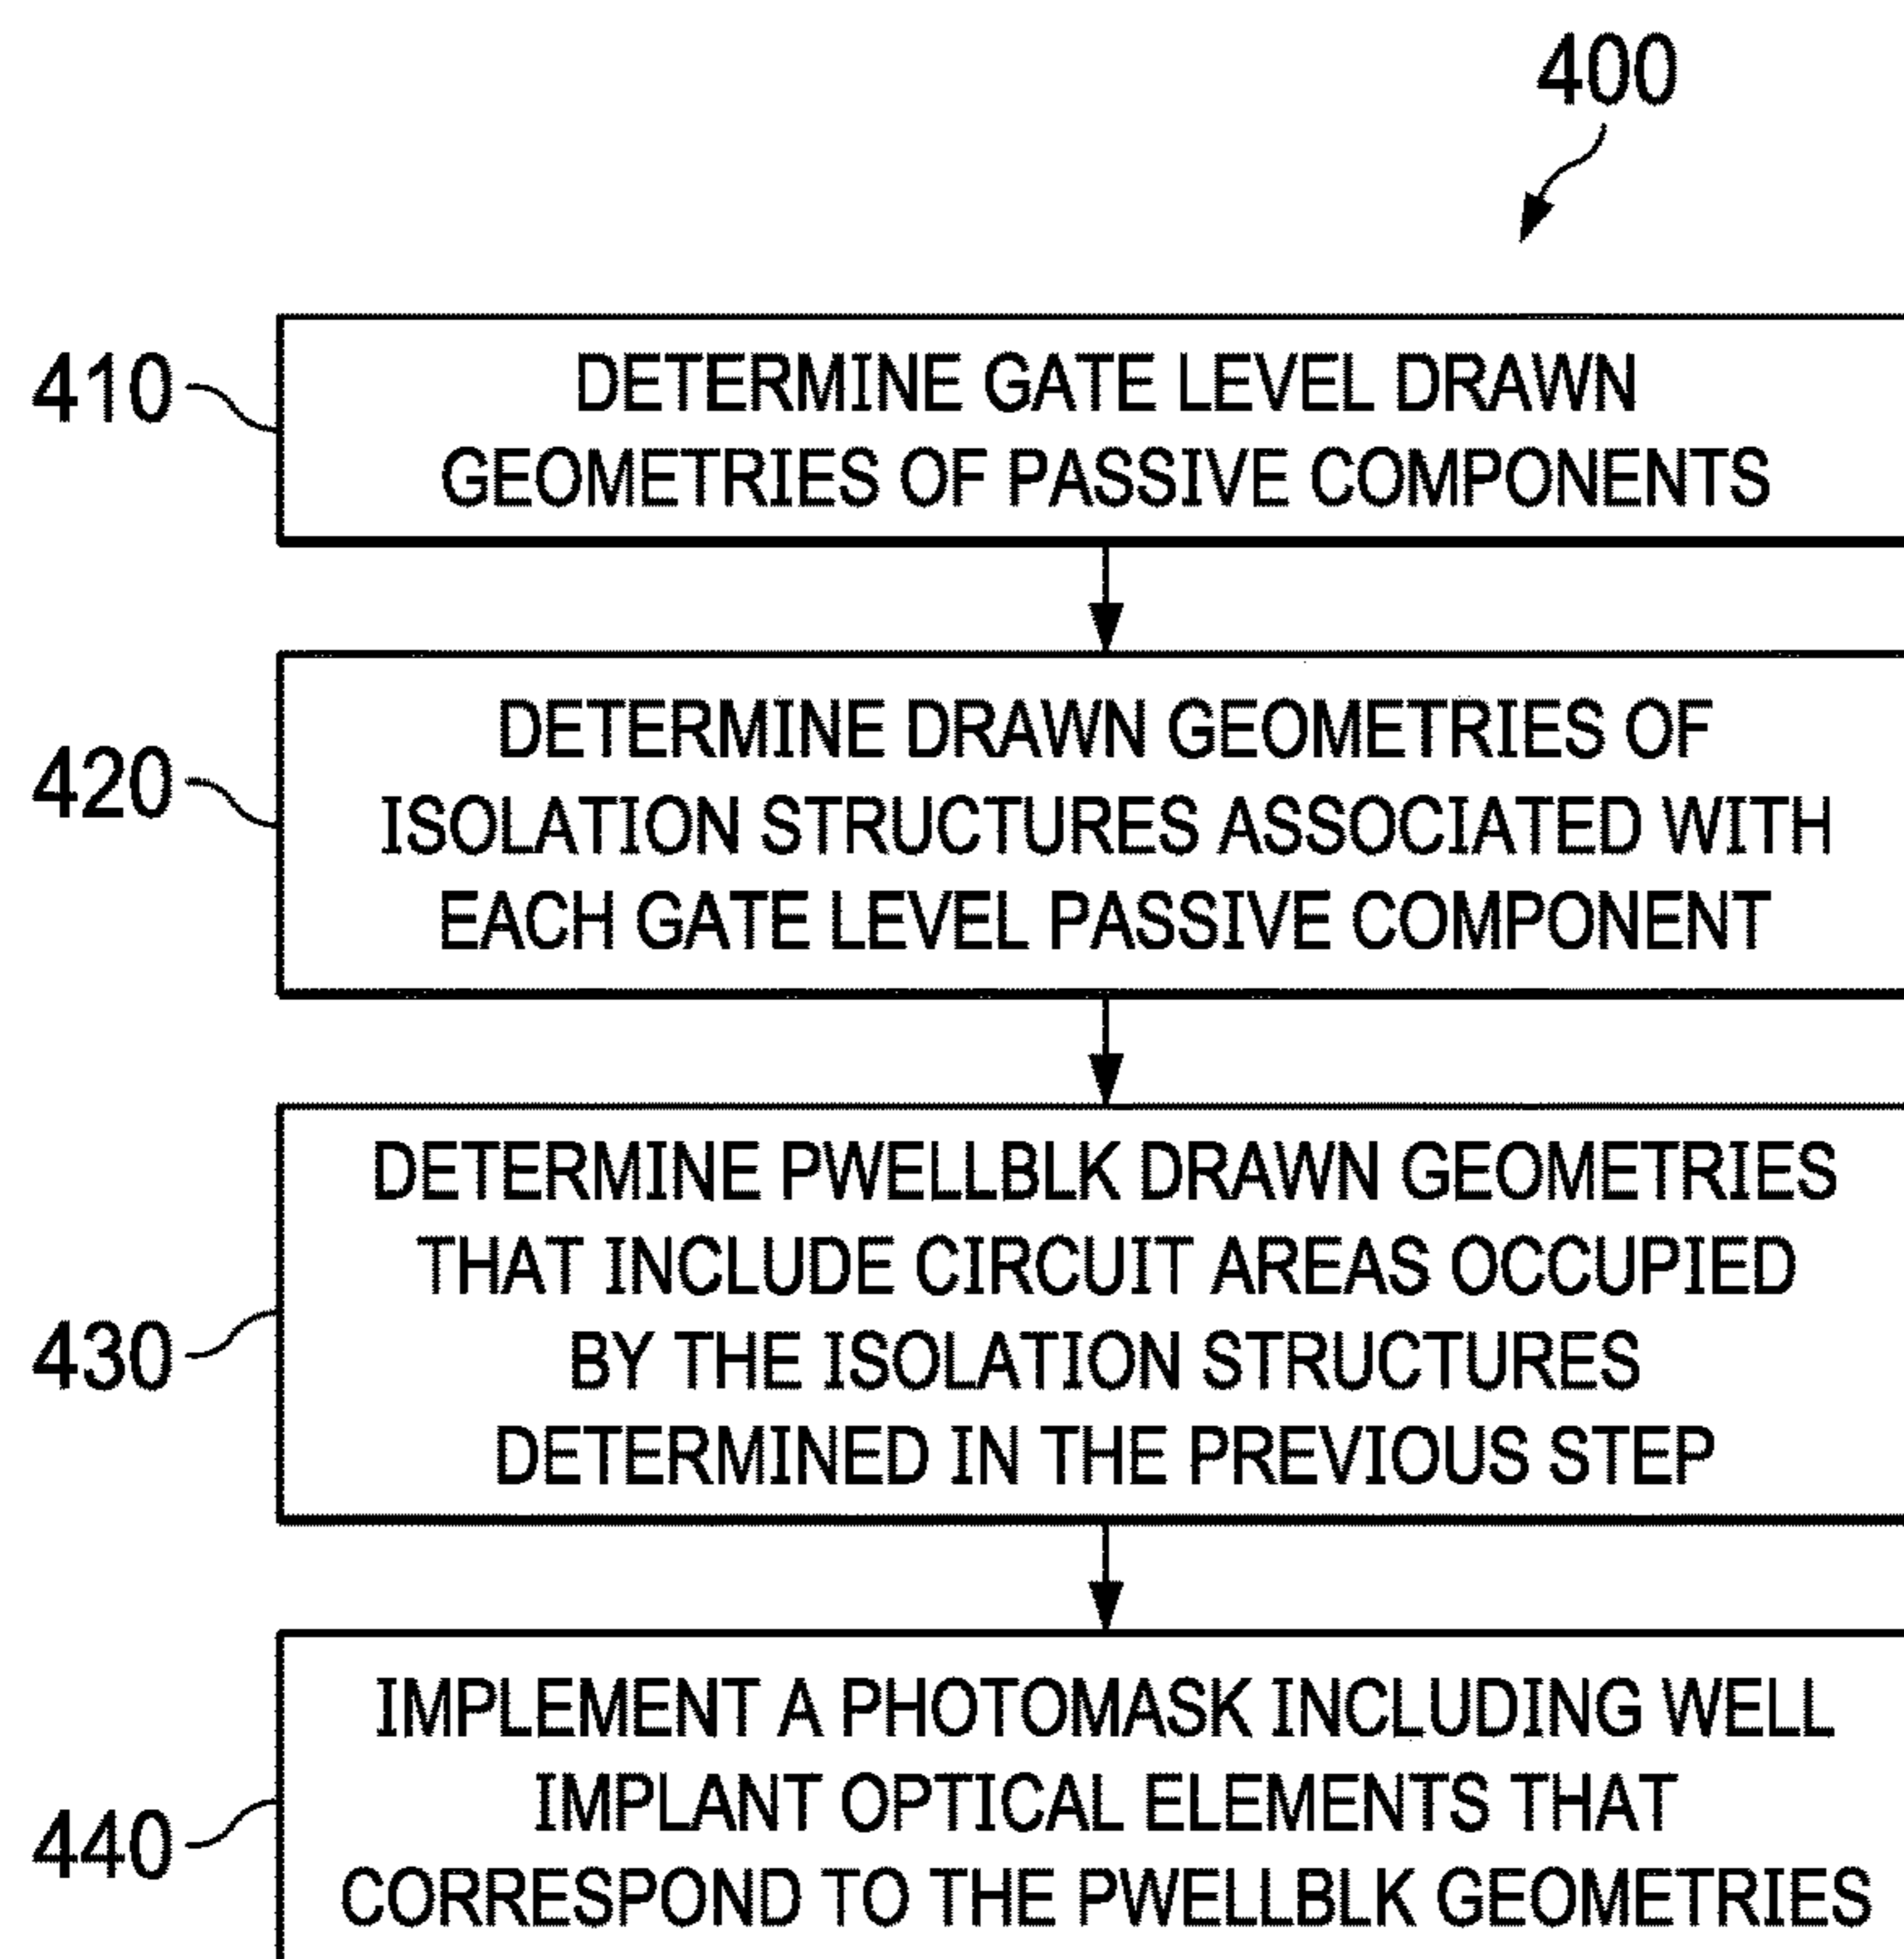 400
410
DETERMINE GATE LEVEL DRAWN
GEOMETRIES OF PASSIVE COMPONENTS
420
DETERMINE DRAWN GEOMETRIES OF
ISOLATION STRUCTURES ASSOCIATED WITH
EACH GATE LEVEL PASSIVE COMPONENT
430
DETERMINE PWELLBLK DRAWN GEOMETRIES
THAT INCLUDE CIRCUIT AREAS OCCUPIED
BY THE ISOLATION STRUCTURES
DETERMINED IN THE PREVIOUS STEP
440
IMPLEMENT A PHOTOMASK INCLUDING WELL
IMPLANT OPTICAL ELEMENTS THAT
CORRESPOND TO THE PWELLBLK GEOMETRIES